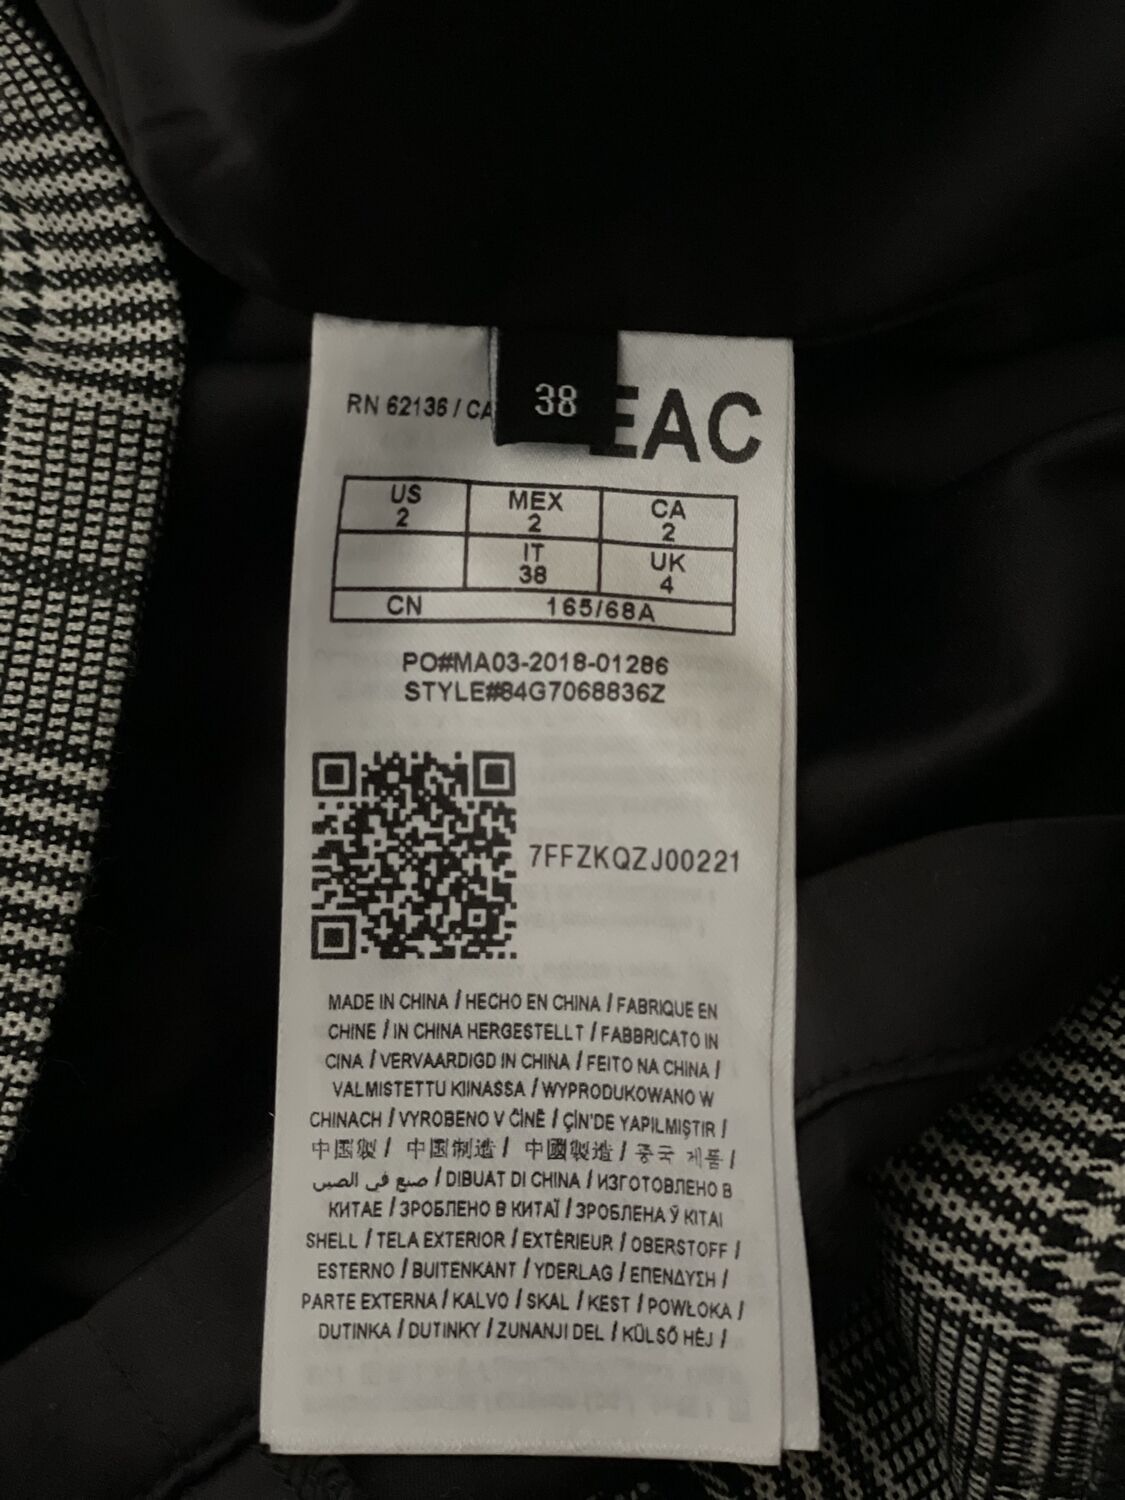 38
RN 62136 / CA
EAC
US MEX CA
2 2 2
IT UK
38 4
CN 165/68A
PO#MA03-2018-01286
STYLE#84G7068836Z
7FFZKQZJ00221
MADE IN CHINA / HECHO EN CHINA / FABRIQUE EN
CHINE / IN CHINA HERGESTELLT / FABBRICATO IN
CINA / VERVAARDIGD IN CHINA / FEITO NA CHINA /
VALMISTETTU KIINASSA / WYPRODUKOWANO W
CHINACH / VYROBENO V ČINĚ / ÇİN'DE YAPILMIŞTIR /
中国製 / 中国制造 / 中國製造 / 중국 제품 /
صنع في الصين / DIBUAT DI CHINA / ИЗГОТОВЛЕНО В
КИТАЕ / ЗРОБЛЕНО В КИТАЇ / ЗРОБЛЕНА Ў КІТАІ
SHELL / TELA EXTERIOR / EXTÈRIEUR / OBERSTOFF /
ESTERNO / BUITENKANT / YDERLAG / ΕΠΕΝΔΥΣΗ /
PARTE EXTERNA / KALVO / SKAL / KEST / POWŁOKA /
DUTINKA / DUTINKY / ZUNANJI DEL / KÜLSŐ HÉJ /